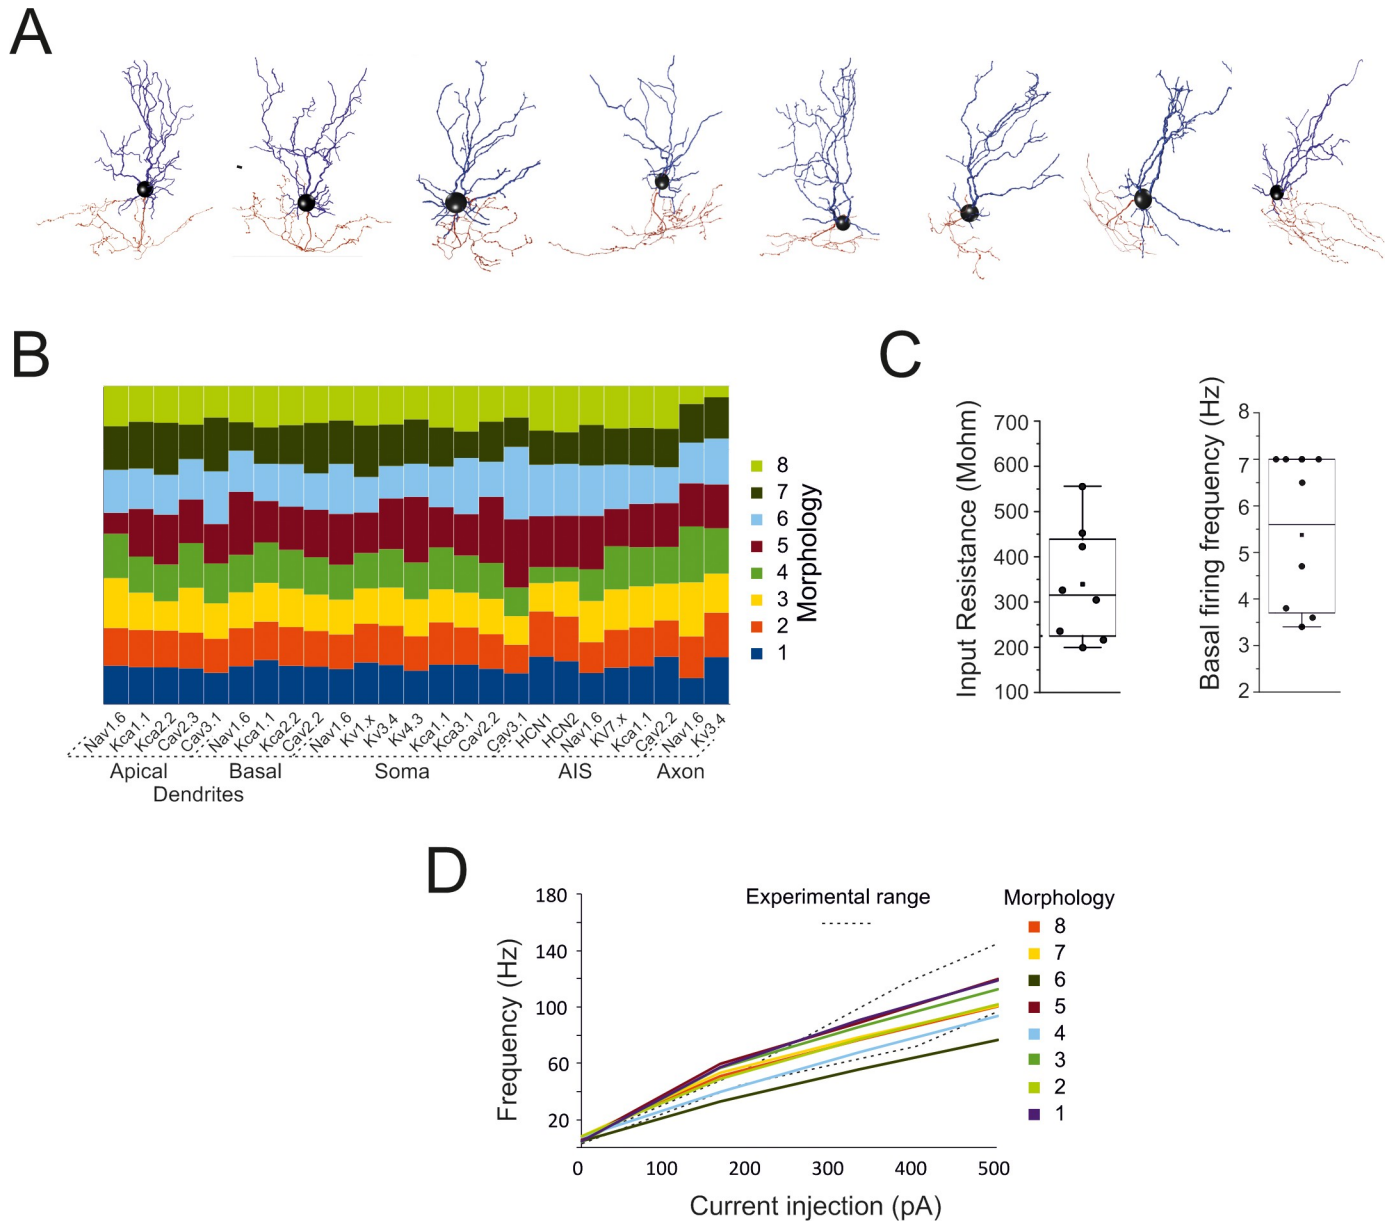 A
B
8
7
6
5
4
3
2
1
Morphology
Nav1.6
Kca1.1
Kca2.2
Cav2.3
Cav3.1
Nav1.6
Kca1.1
Kca2.2
Cav2.2
Nav1.6
Kv1.x
Kv3.4
Kv4.3
Kca1.1
Kca3.1
Cav2.2
Cav3.1
HCN1
HCN2
Nav1.6
KV7.x
Kca1.1
Cav2.2
Nav1.6
Kv3.4
Apical
Basal
Soma
AIS
Axon
Dendrites
C
Input Resistance (Mohm)
700
600
500
400
300
200
100
Basal firing frequency (Hz)
8
7
6
5
4
3
2
D
Frequency (Hz)
180
140
100
60
20
0
100
200
300
400
500
Current injection (pA)
Experimental range
Morphology
8
7
6
5
4
3
2
1